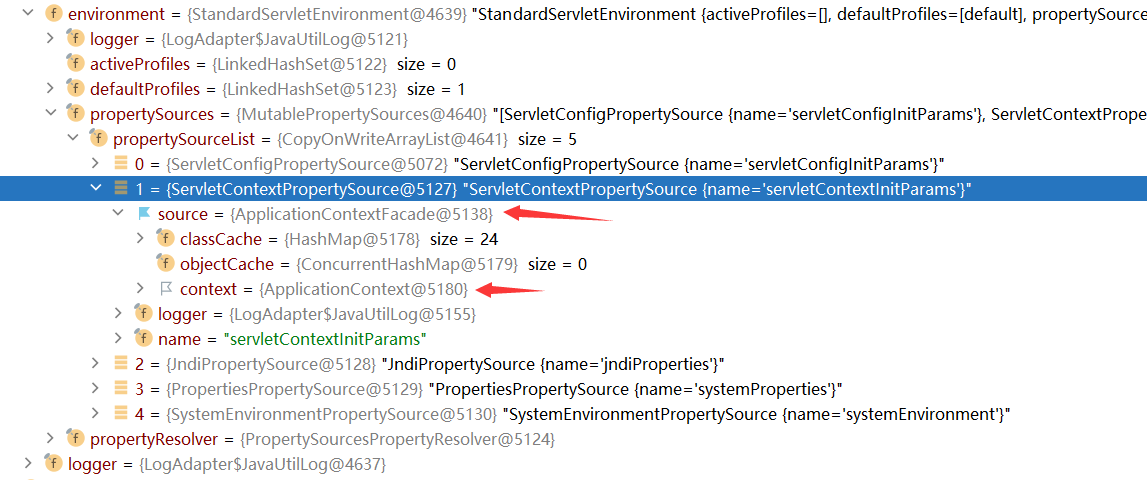 environment = {StandardServletEnvironment@4639} "StandardServletEnvironment {activeProfiles=[], defaultProfiles=[default], propertySource
logger = {LogAdapter$JavaUtilLog@5121}
activeProfiles = {LinkedHashSet@5122} size = 0
defaultProfiles = {LinkedHashSet@5123} size = 1
propertySources = {MutablePropertySources@4640} "[ServletConfigPropertySource {name='servletConfigInitParams'}, ServletContextPrope
propertySourceList = {CopyOnWriteArrayList@4641} size = 5
0 = {ServletConfigPropertySource@5072} "ServletConfigPropertySource {name='servletConfigInitParams'}"
1 = {ServletContextPropertySource@5127} "ServletContextPropertySource {name='servletContextInitParams'}"
source = {ApplicationContextFacade@5138}
classCache = {HashMap@5178} size = 24
objectCache = {ConcurrentHashMap@5179} size = 0
context = {ApplicationContext@5180}
logger = {LogAdapter$JavaUtilLog@5155}
name = "servletContextInitParams"
2 = {JndiPropertySource@5128} "JndiPropertySource {name='jndiProperties'}"
3 = {PropertiesPropertySource@5129} "PropertiesPropertySource {name='systemProperties'}"
4 = {SystemEnvironmentPropertySource@5130} "SystemEnvironmentPropertySource {name='systemEnvironment'}"
propertyResolver = {PropertySourcesPropertyResolver@5124}
logger = {LogAdapter$JavaUtilLog@4637}